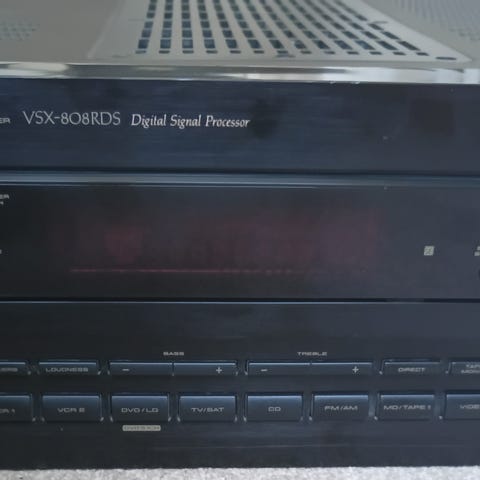 VSX-808RDS Digital Signal Processor
BASS TREBLE
LOUDNESS - + - + DIRECT
VCR 2 DVD/LD TV/SAT CD FM/AM MD/TAPE 1